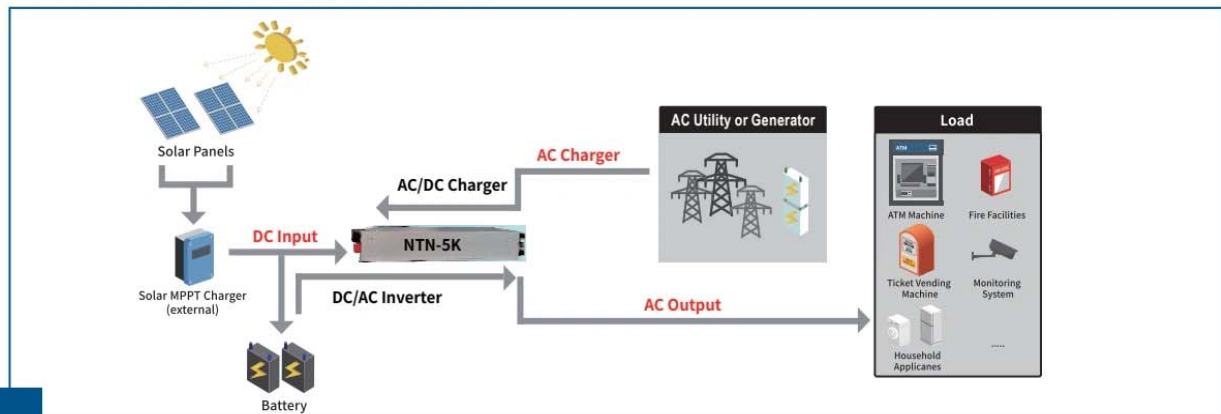 AC Utility or Generator
Load
ATM
Solar Panels
AC Charger
AC/DC Charger
ATM Machine
Fire Facilities
DC Input
NTN-5K
Solar MPPT Charger
(external)
DC/AC Inverter
Ticket Vending
Machine
Monitoring
System
AC Output
Household
Applicanes
.....
Battery